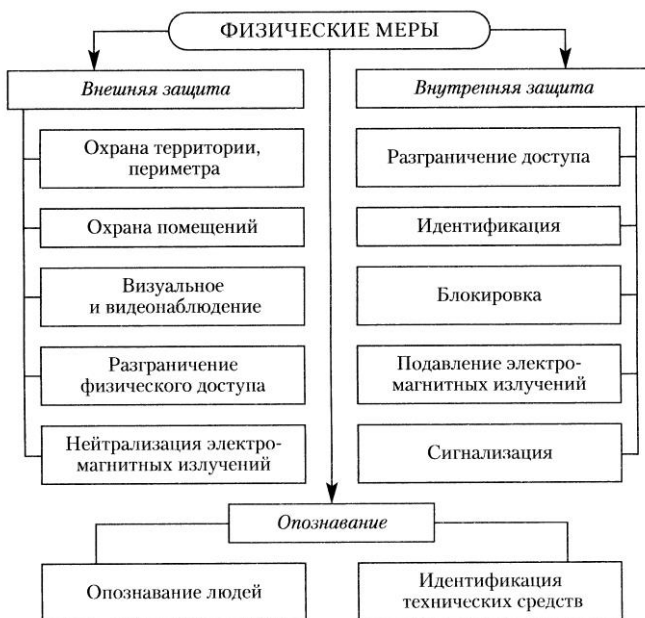 ФИЗИЧЕСКИЕ МЕРЫ
Внешняя защита
Охрана территории,
периметра
Охрана помещений
Визуальное
и видеонаблюдение
Разграничение
физического доступа
Нейтрализация электро-
магнитных излучений
Внутренняя защита
Разграничение доступа
Идентификация
Блокировка
Подавление электро-
магнитных излучений
Сигнализация
Опознавание
Опознавание людей
Идентификация
технических средств